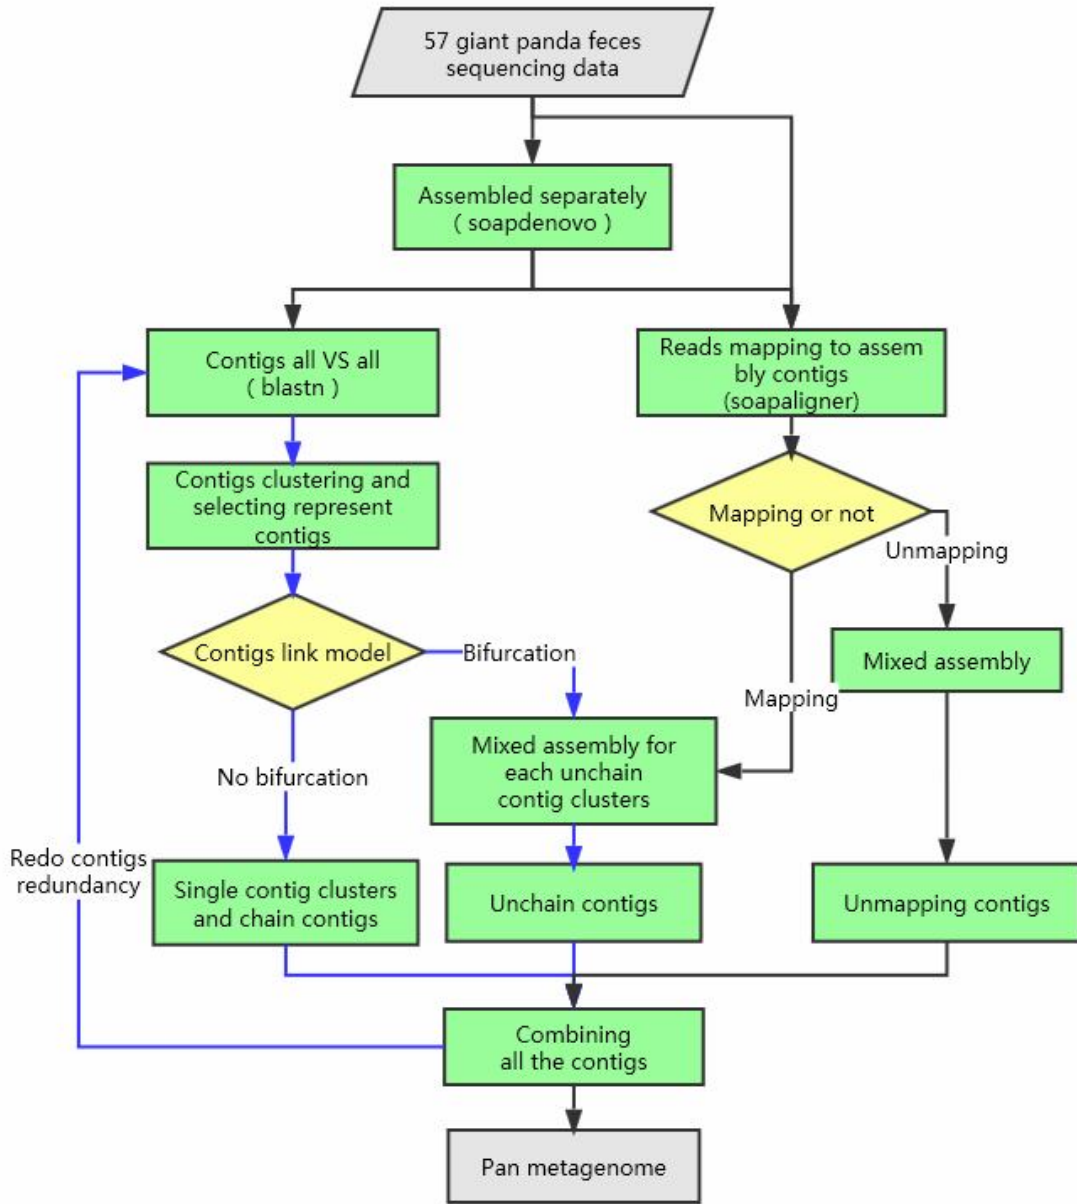 57 giant panda feces
sequencing data
Assembled separately
( soapdenovo )
Contigs all VS all
( blastn )
Reads mapping to assem
bly contigs
(soapaligner)
Contigs clustering and
selecting represent
contigs
Mapping or not
Unmapping
Contigs link model
Bifurcation
Mixed assembly
Mapping
Mixed assembly for
each unchain
contig clusters
No bifurcation
Redo contigs
redundancy
Single contig clusters
and chain contigs
Unchain contigs
Unmapping contigs
Combining
all the contigs
Pan metagenome